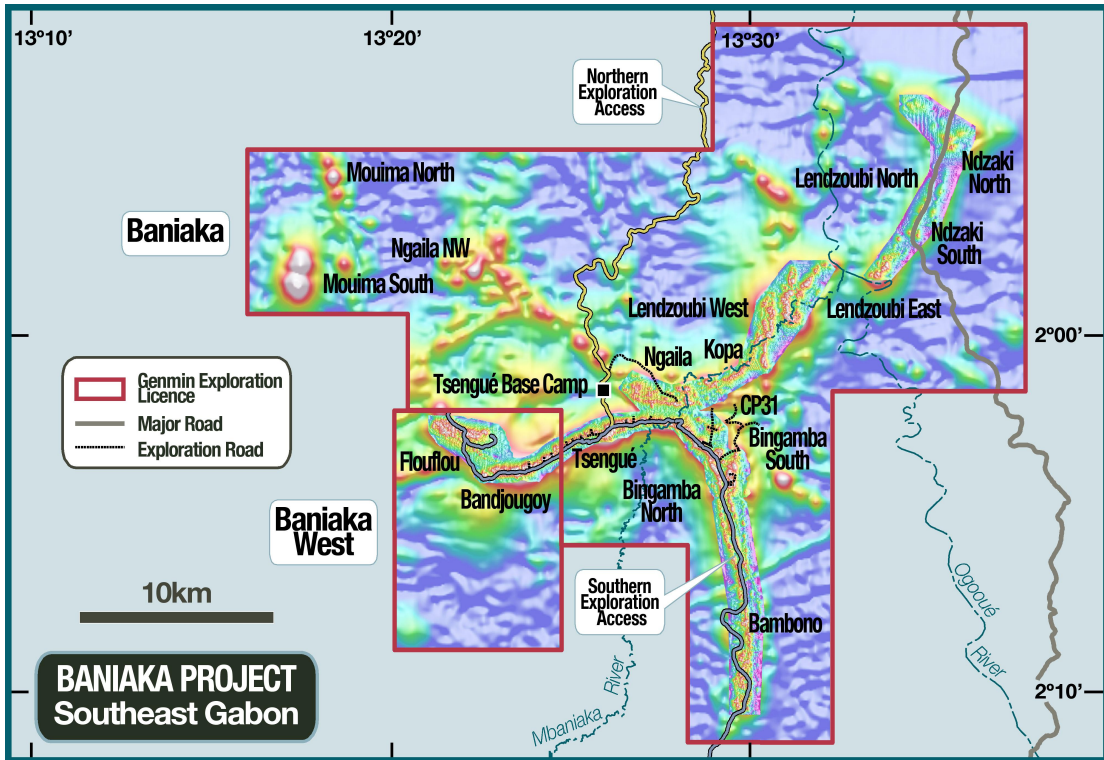 13°10’
13°20’
13°30’
Northern
Exploration
Access
Mouima North
Lendzoubi North
Ndzaki
North
Baniaka
Ngaila NW
Ndzaki
South
Mouima South
Lendzoubi West
Lendzoubi East
2°00’
Genmin Exploration
Licence
Major Road
Exploration Road
Ngaila
Kopa
Tsengué Base Camp
CP31
Bingamba
South
Flouflou
Tsengué
Bandjougoy
Bingamba
North
Baniaka
West
Southern
Exploration
Access
Ogooué
River
10km
Bambono
BANIAKA PROJECT
Southeast Gabon
Mbaniaka
River
2°10’